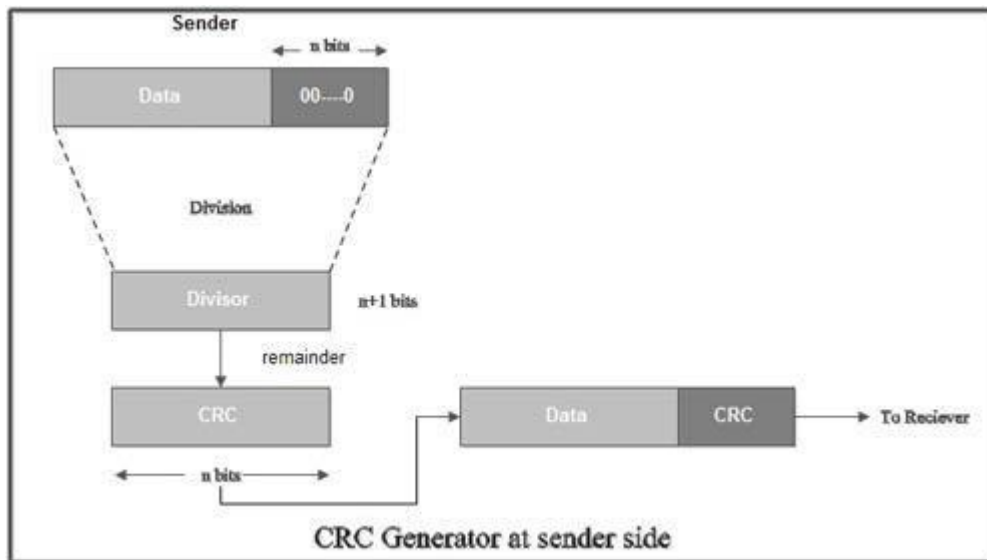 Sender
n bits
Data
00----0
Division
Divisor
n+1 bits
remainder
CRC
n bits
Data
CRC
To Reciever
CRC Generator at sender side